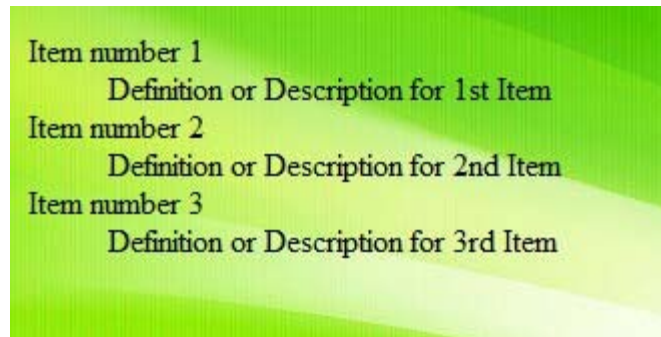 Item number 1
Definition or Description for 1st Item
Item number 2
Definition or Description for 2nd Item
Item number 3
Definition or Description for 3rd Item